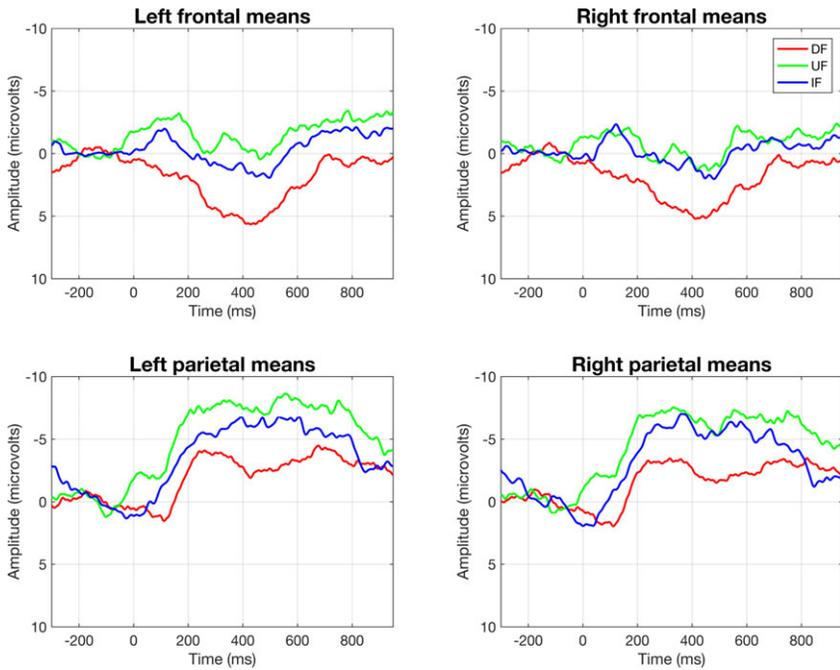 Left frontal means
-10
-5
0
5
10
Amplitude (microvolts)
-200 0 200 400 600 800
Time (ms)
Right frontal means
-10
-5
0
5
10
Amplitude (microvolts)
-200 0 200 400 600 800
Time (ms)
DF
UF
IF
Left parietal means
-10
-5
0
5
10
Amplitude (microvolts)
-200 0 200 400 600 800
Time (ms)
Right parietal means
-10
-5
0
5
10
Amplitude (microvolts)
-200 0 200 400 600 800
Time (ms)